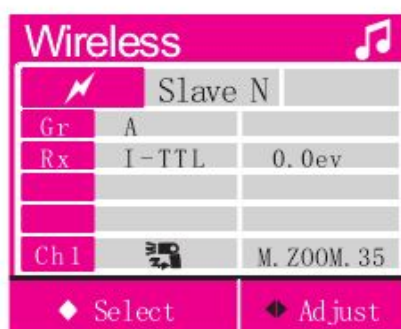 Wireless
Slave N
Gr A
Rx I-TTL 0.0ev
Ch1 M.ZOOM.35
Select Adjust